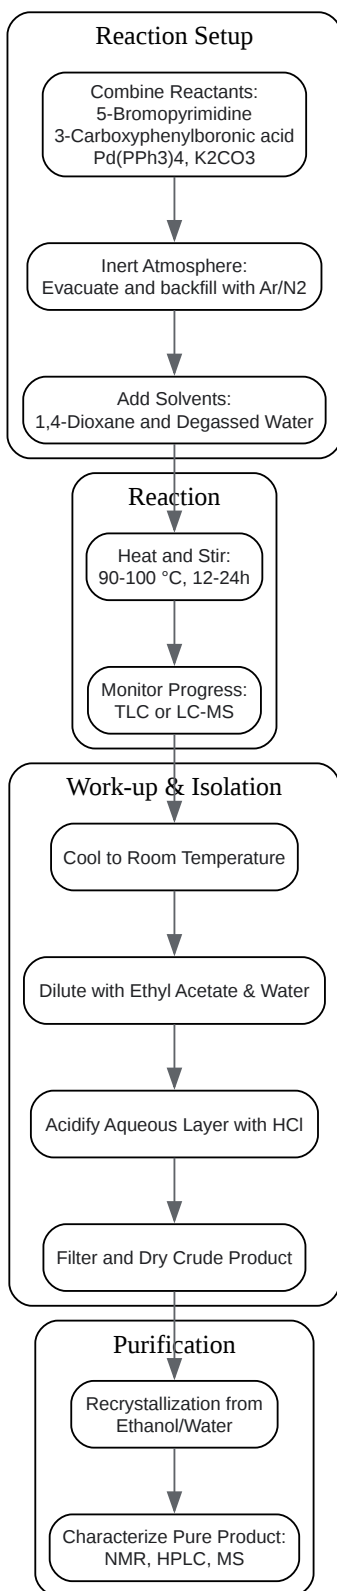 Reaction Setup
Combine Reactants:
5-Bromopyrimidine
3-Carboxyphenylboronic acid
Pd(PPh3)4, K2CO3
Inert Atmosphere:
Evacuate and backfill with Ar/N2
Add Solvents:
1,4-Dioxane and Degassed Water
Reaction
Heat and Stir:
90-100 °C, 12-24h
Monitor Progress:
TLC or LC-MS
Work-up & Isolation
Cool to Room Temperature
Dilute with Ethyl Acetate & Water
Acidify Aqueous Layer with HCl
Filter and Dry Crude Product
Purification
Recrystallization from
Ethanol/Water
Characterize Pure Product:
NMR, HPLC, MS